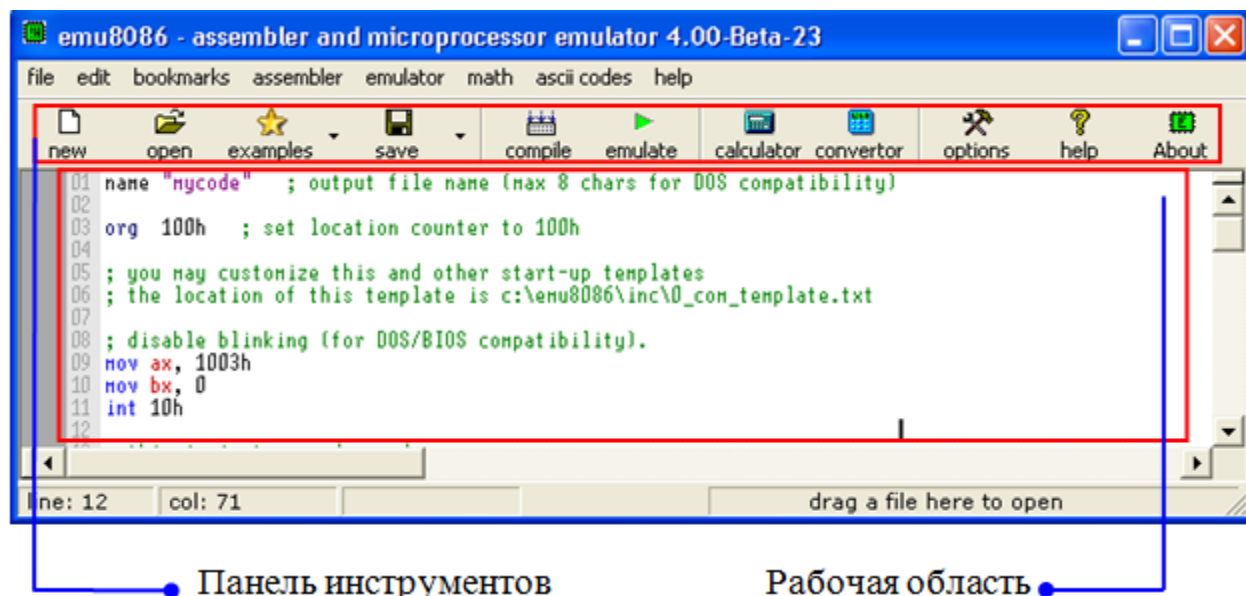 emu8086 - assembler and microprocessor emulator 4.00-Beta-23
file edit bookmarks assembler emulator math ascii codes help
new open examples save compile emulate calculator convertor options help About
01 name "mycode" ; output file name (max 8 chars for DOS compatibility)
02
03 org 100h ; set location counter to 100h
04
05 ; you may customize this and other start-up templates
06 ; the location of this template is c:\emu8086\inc\0_com_template.txt
07
08 ; disable blinking (for DOS/BIOS compatibility).
09 mov ax, 1003h
10 mov bx, 0
11 int 10h
12
line: 12 col: 71 drag a file here to open
Панель инструментов Рабочая область